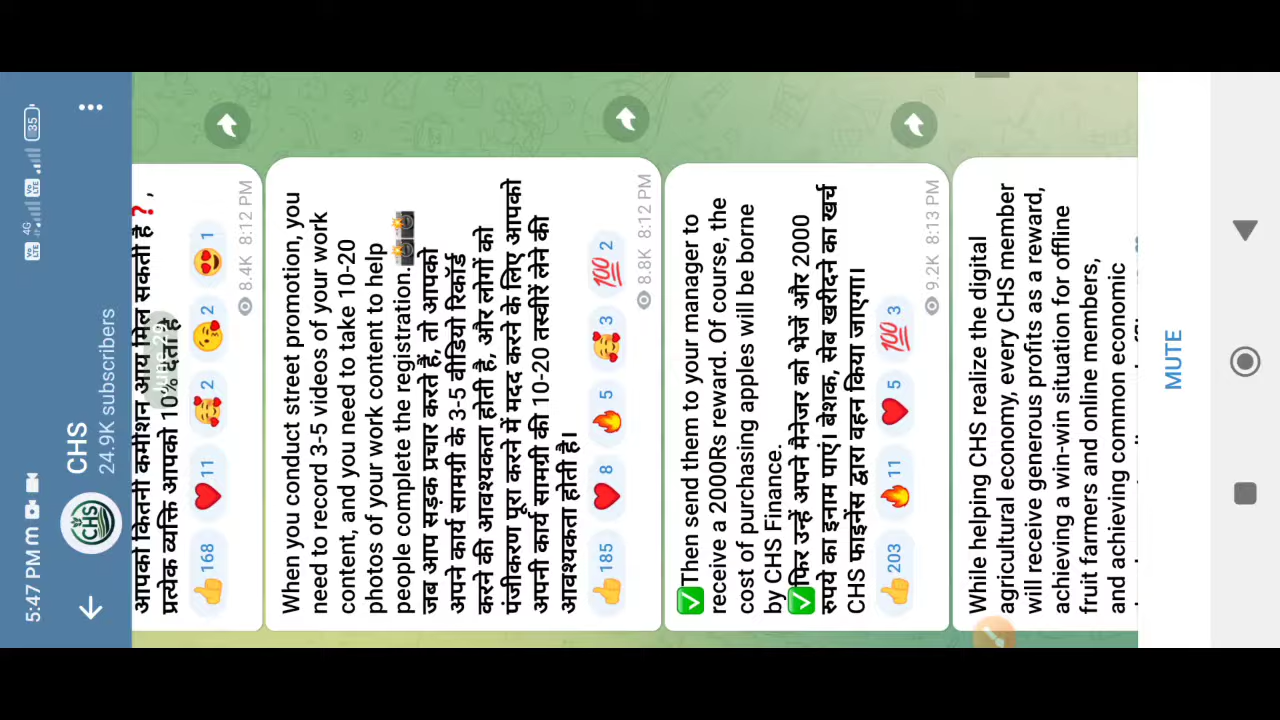 5:47 PM
4G
35
CHS
24.9K subscribers
आपको कितनी कमीशन आय मिल सकती है❓,
प्रत्येक व्यक्ति आपको 10% देता है
👍 168 ❤️ 11 🥰 2 😘 2 😍 1
8.4K 8:12 PM
When you conduct street promotion, you
need to record 3-5 videos of your work
content, and you need to take 10-20
photos of your work content to help
people complete the registration.
जब आप सड़क प्रचार करते हैं, तो आपको
अपने कार्य सामग्री के 3-5 वीडियो रिकॉर्ड
करने की आवश्यकता होती है, और लोगों को
पंजीकरण पूरा करने में मदद करने के लिए आपको
अपनी कार्य सामग्री की 10-20 तस्वीरें लेने की
आवश्यकता होती है।
👍 185 ❤️ 8 🔥 5 🥰 3 💯 2
8.8K 8:12 PM
✅Then send them to your manager to
receive a 2000Rs reward. Of course, the
cost of purchasing apples will be borne
by CHS Finance.
✅फिर उन्हें अपने मैनेजर को भेजें और 2000
रुपये का इनाम पाएं। बेशक, सेब खरीदने का खर्च
CHS फाइनेंस द्वारा वहन किया जाएगा।
👍 203 🔥 11 ❤️ 5 💯 3
9.2K 8:13 PM
While helping CHS realize the digital
agricultural economy, every CHS member
will receive generous profits as a reward,
achieving a win-win situation for offline
fruit farmers and online members,
and achieving common economic
MUTE